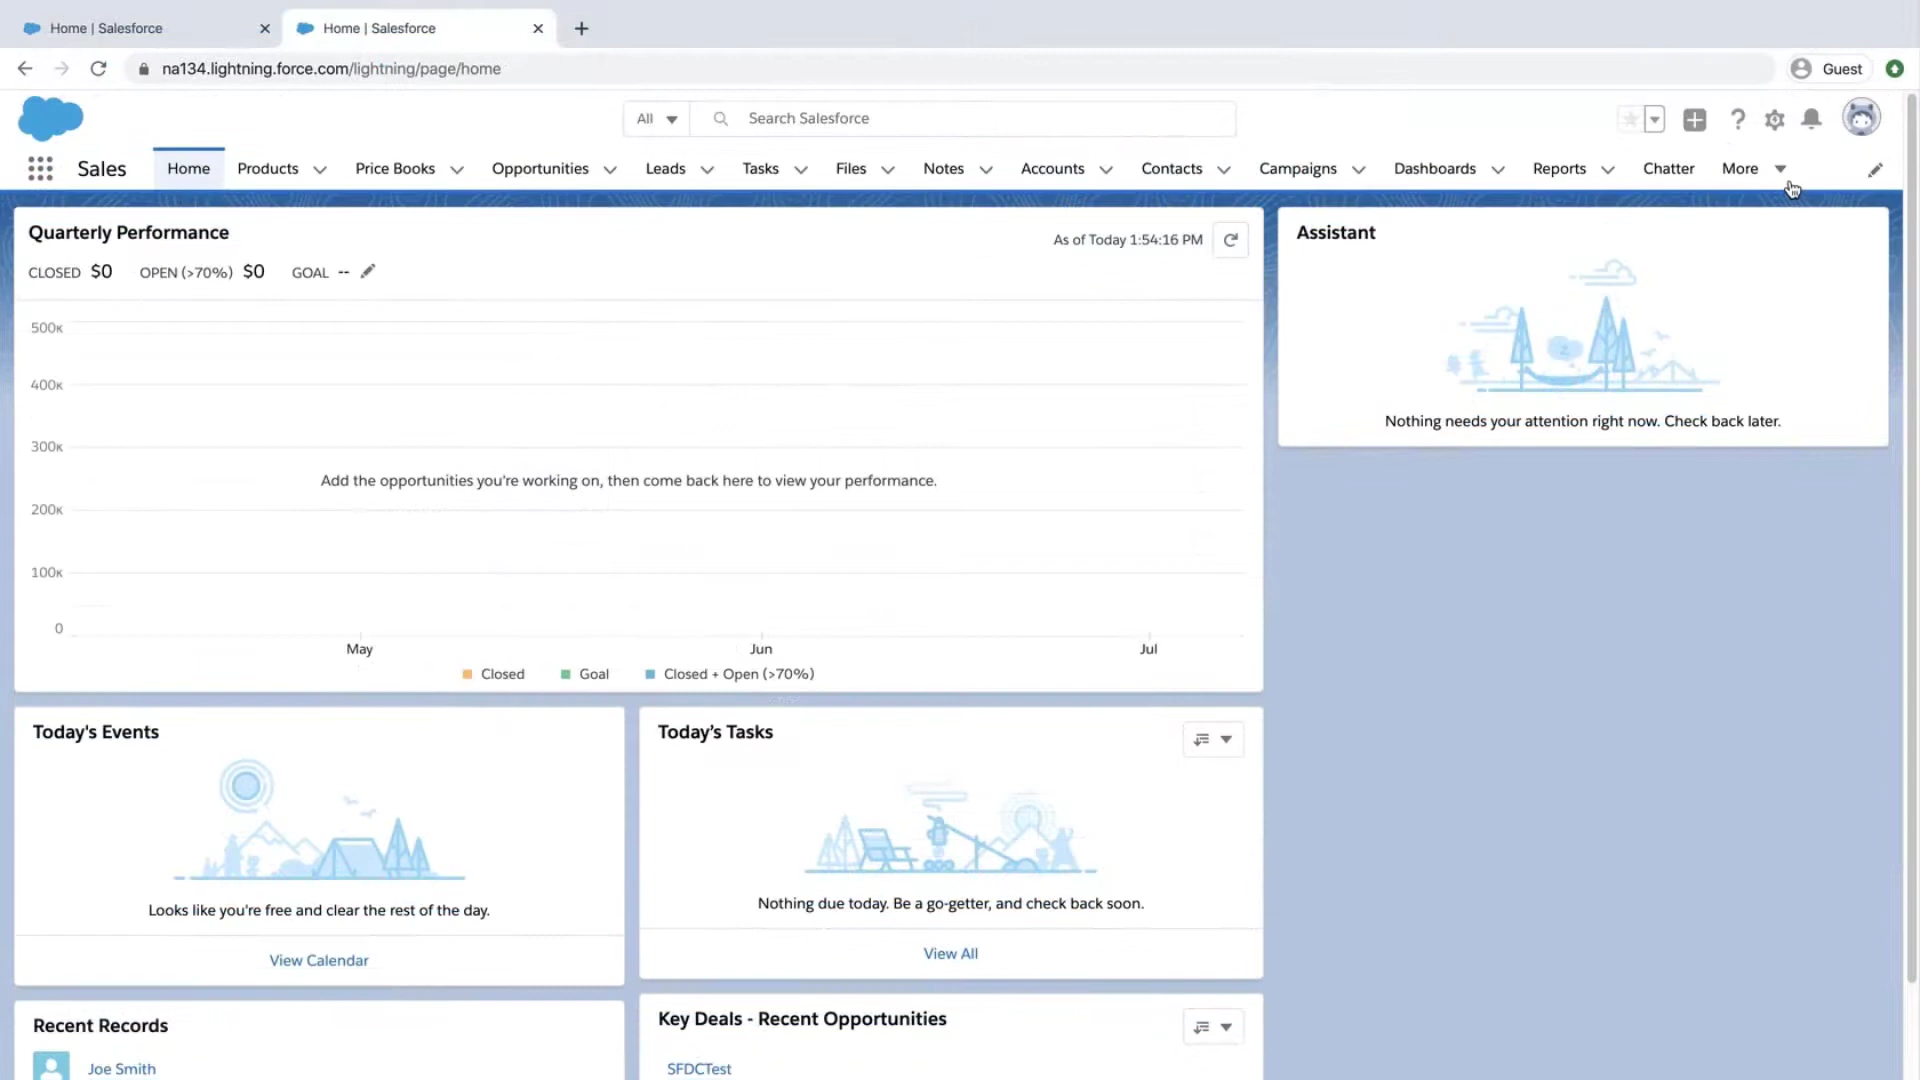 Home | Salesforce
Home | Salesforce
na134.lightning.force.com/lightning/page/home
Guest
All
Search Salesforce
Sales
Home
Products
Price Books
Opportunities
Leads
Tasks
Files
Notes
Accounts
Contacts
Campaigns
Dashboards
Reports
Chatter
More
Quarterly Performance
As of Today 1:54:16 PM
CLOSED $0 OPEN (>70%) $0 GOAL --
500K
400K
300K
Add the opportunities you're working on, then come back here to view your performance.
200K
100K
0
May
Jun
Jul
Closed
Goal
Closed + Open (>70%)
Assistant
Nothing needs your attention right now. Check back later.
Today's Events
Looks like you're free and clear the rest of the day.
View Calendar
Today's Tasks
Nothing due today. Be a go-getter, and check back soon.
View All
Recent Records
Joe Smith
Key Deals - Recent Opportunities
SFDCTest